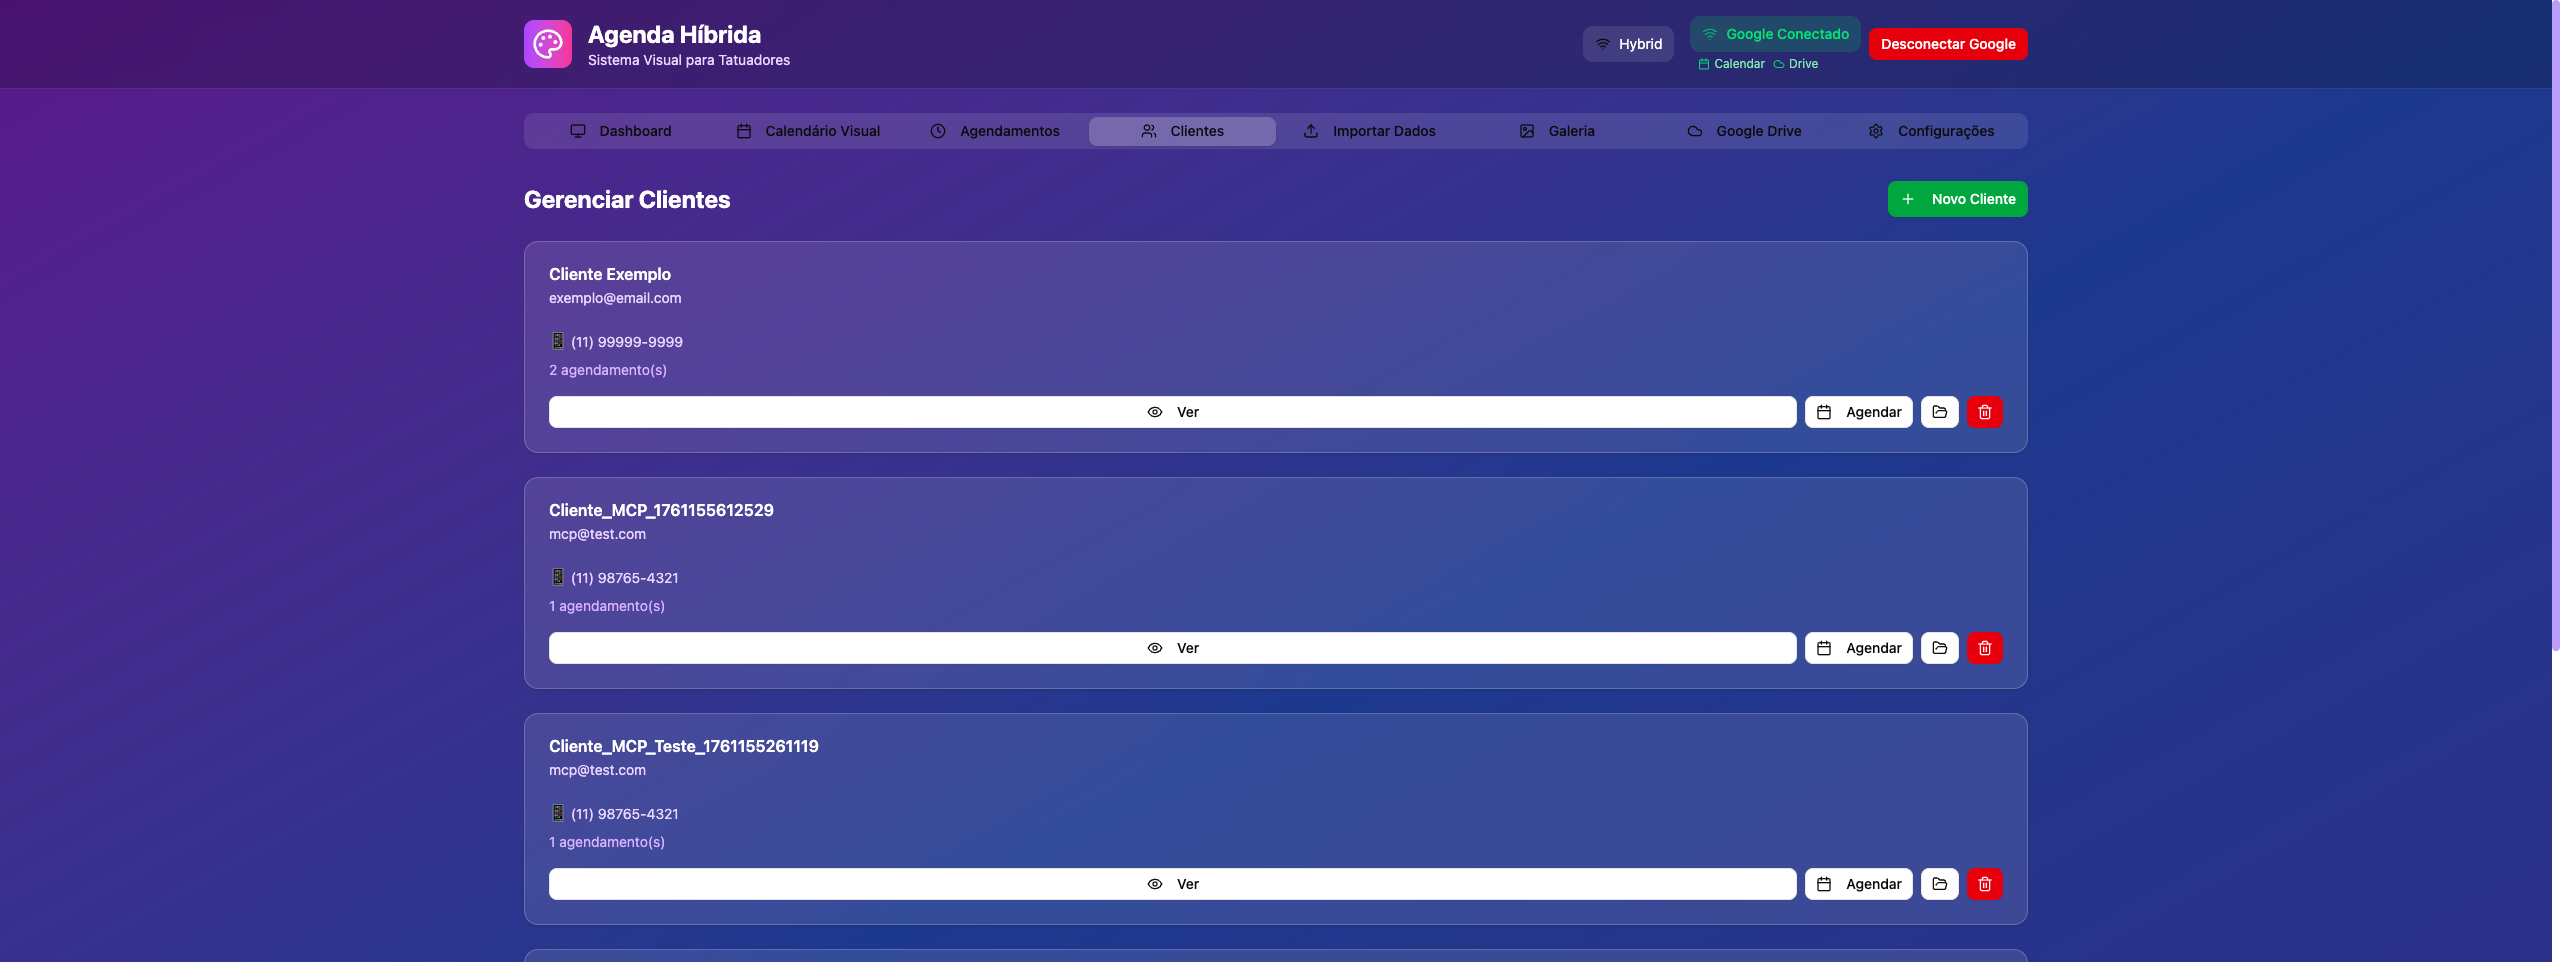 Agenda Híbrida
Sistema Visual para Tatuadores
Hybrid
Google Conectado
Calendar Drive
Desconectar Google
Dashboard Calendário Visual Agendamentos Clientes Importar Dados Galeria Google Drive Configurações
Gerenciar Clientes
Novo Cliente
Cliente Exemplo
exemplo@email.com
(11) 99999-9999
2 agendamento(s)
Ver Agendar
Cliente_MCP_1761155612529
mcp@test.com
(11) 98765-4321
1 agendamento(s)
Ver Agendar
Cliente_MCP_Teste_1761155261119
mcp@test.com
(11) 98765-4321
1 agendamento(s)
Ver Agendar